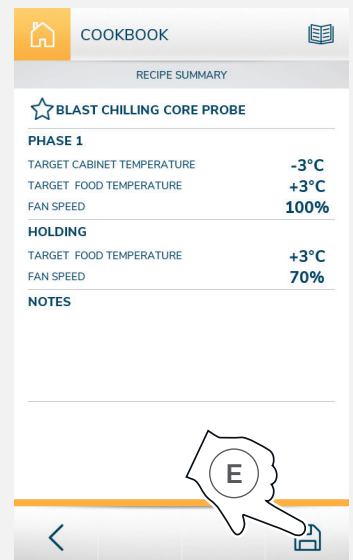 COOKBOOK
RECIPE SUMMARY
BLAST CHILLING CORE PROBE
PHASE 1
TARGET CABINET TEMPERATURE -3°C
TARGET FOOD TEMPERATURE +3°C
FAN SPEED 100%
HOLDING
TARGET FOOD TEMPERATURE +3°C
FAN SPEED 70%
NOTES
E